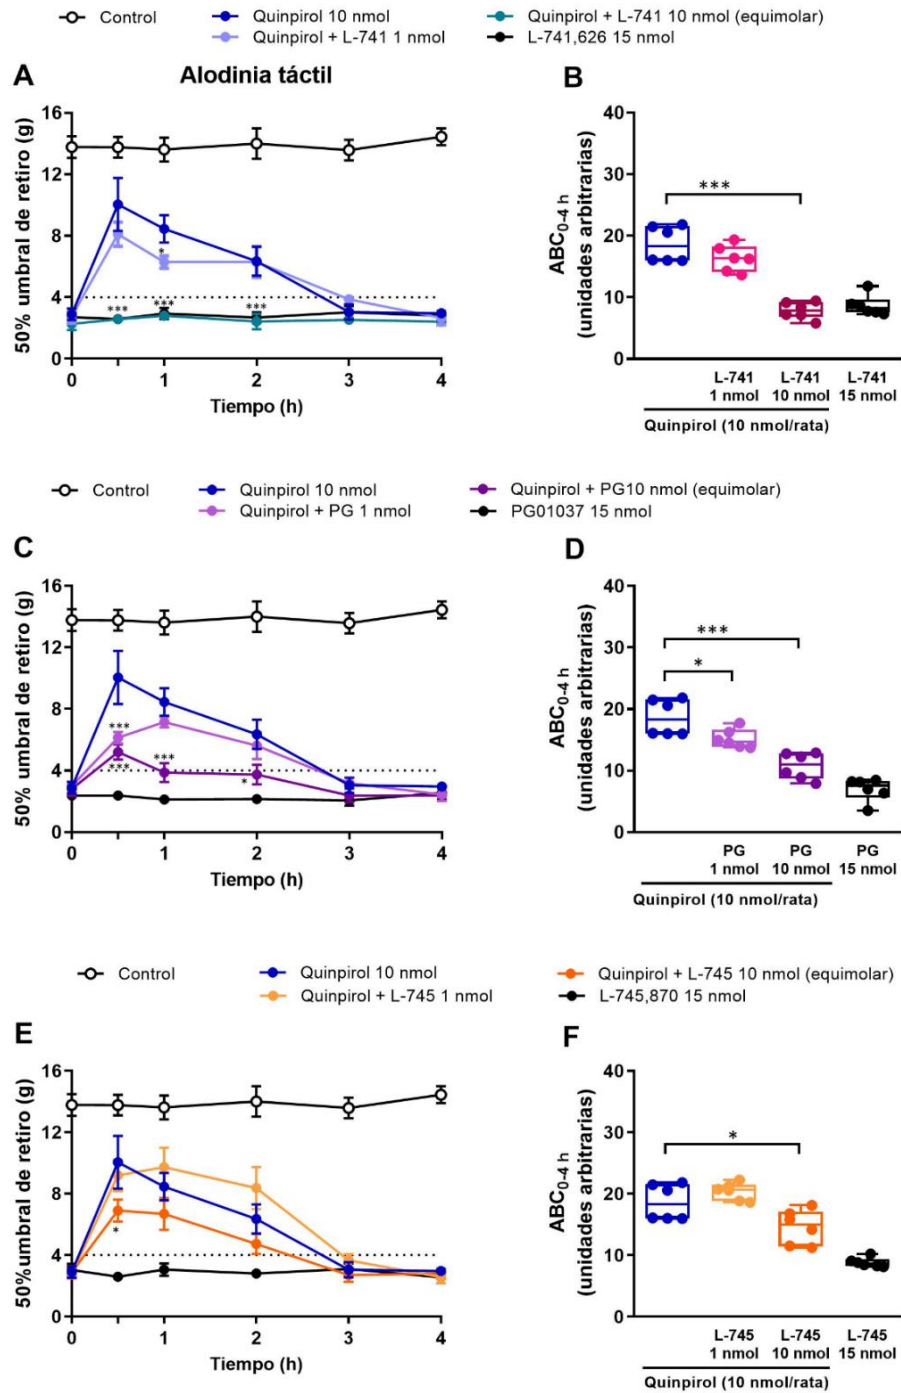 Control
Quinpirol 10 nmol
Quinpirol + L-741 10 nmol (equimolar)
Quinpirol + L-741 1 nmol
L-741,626 15 nmol
A
Alodinia táctil
B
50% umbral de retiro (g)
16
12
8
4
0
*
***
***
***
0
1
2
3
4
Tiempo (h)
ABC0-4 h
(unidades arbitrarias)
40
30
20
10
0
***
L-741
1 nmol
L-741
10 nmol
L-741
15 nmol
Quinpirol (10 nmol/rata)
Control
Quinpirol 10 nmol
Quinpirol + PG10 nmol (equimolar)
Quinpirol + PG 1 nmol
PG01037 15 nmol
C
D
50% umbral de retiro (g)
16
12
8
4
0
***
***
***
*
0
1
2
3
4
Tiempo (h)
ABC0-4 h
(unidades arbitrarias)
40
30
20
10
0
***
*
PG
1 nmol
PG
10 nmol
PG
15 nmol
Quinpirol (10 nmol/rata)
Control
Quinpirol 10 nmol
Quinpirol + L-745 10 nmol (equimolar)
Quinpirol + L-745 1 nmol
L-745,870 15 nmol
E
F
50%umbral de retiro (g)
16
12
8
4
0
*
0
1
2
3
4
Tiempo (h)
ABC0-4 h
(unidades arbitrarias)
40
30
20
10
0
*
L-745
1 nmol
L-745
10 nmol
L-745
15 nmol
Quinpirol (10 nmol/rata)